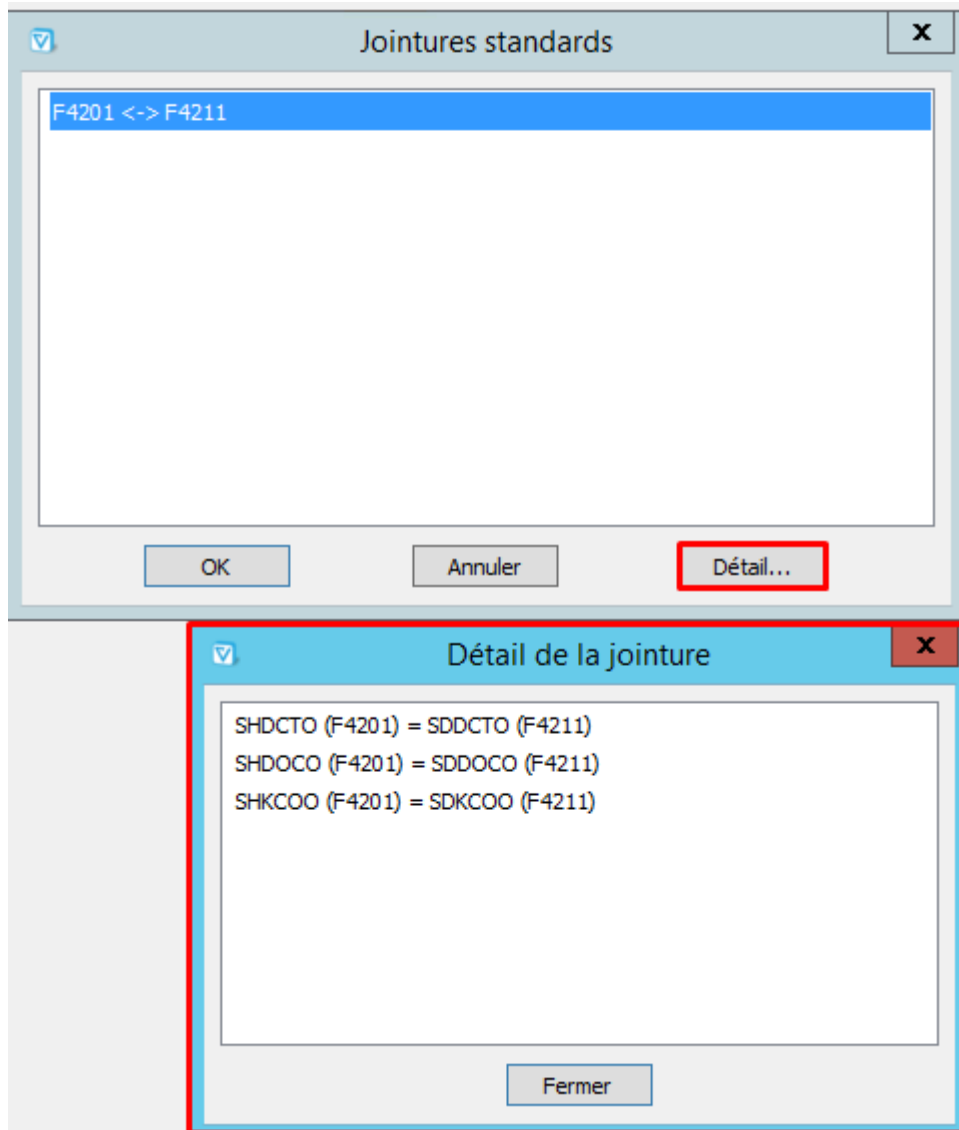 Jointures standards
x
F4201 <-> F4211
OK
Annuler
Détail...
Détail de la jointure
x
SHDCTO (F4201) = SDDCTO (F4211)
SHDOCO (F4201) = SDDOCO (F4211)
SHKCOO (F4201) = SDKCOO (F4211)
Fermer